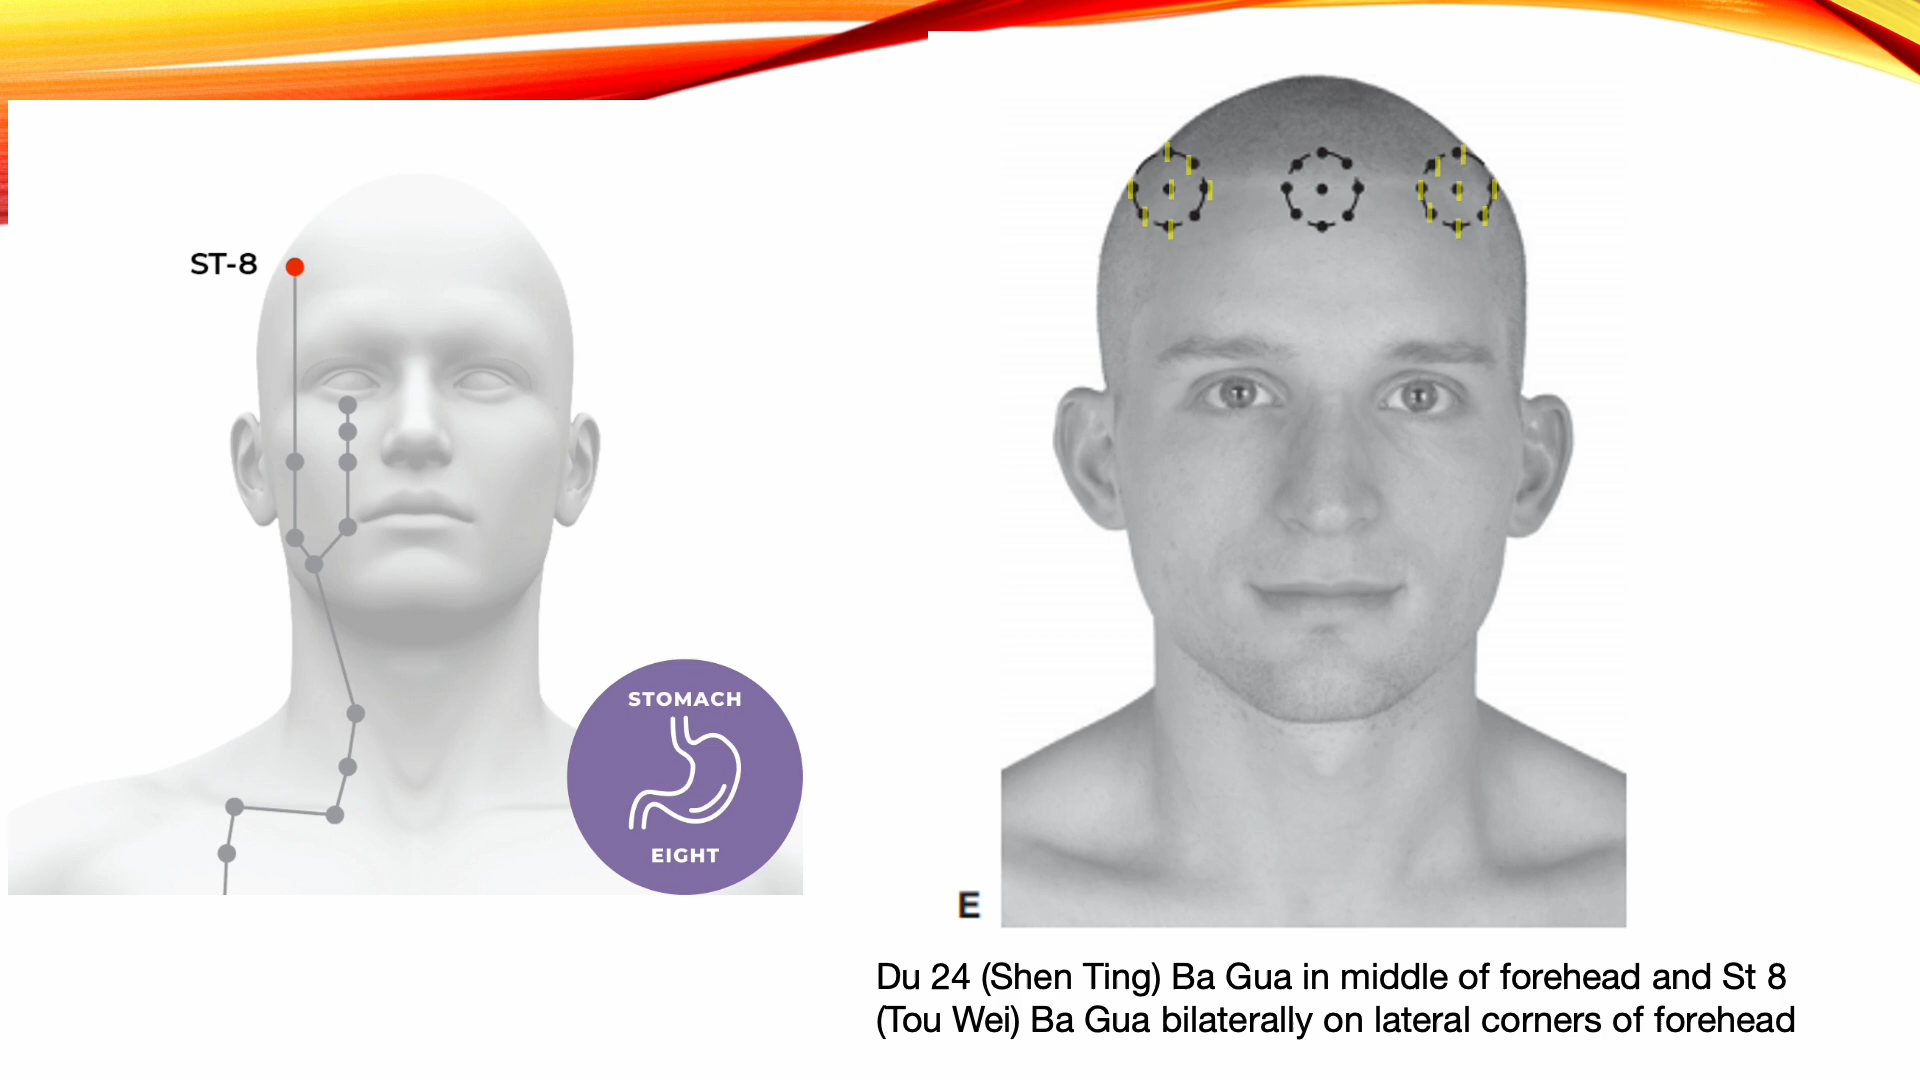 ST-8
STOMACH
EIGHT
E
Du 24 (Shen Ting) Ba Gua in middle of forehead and St 8
(Tou Wei) Ba Gua bilaterally on lateral corners of forehead